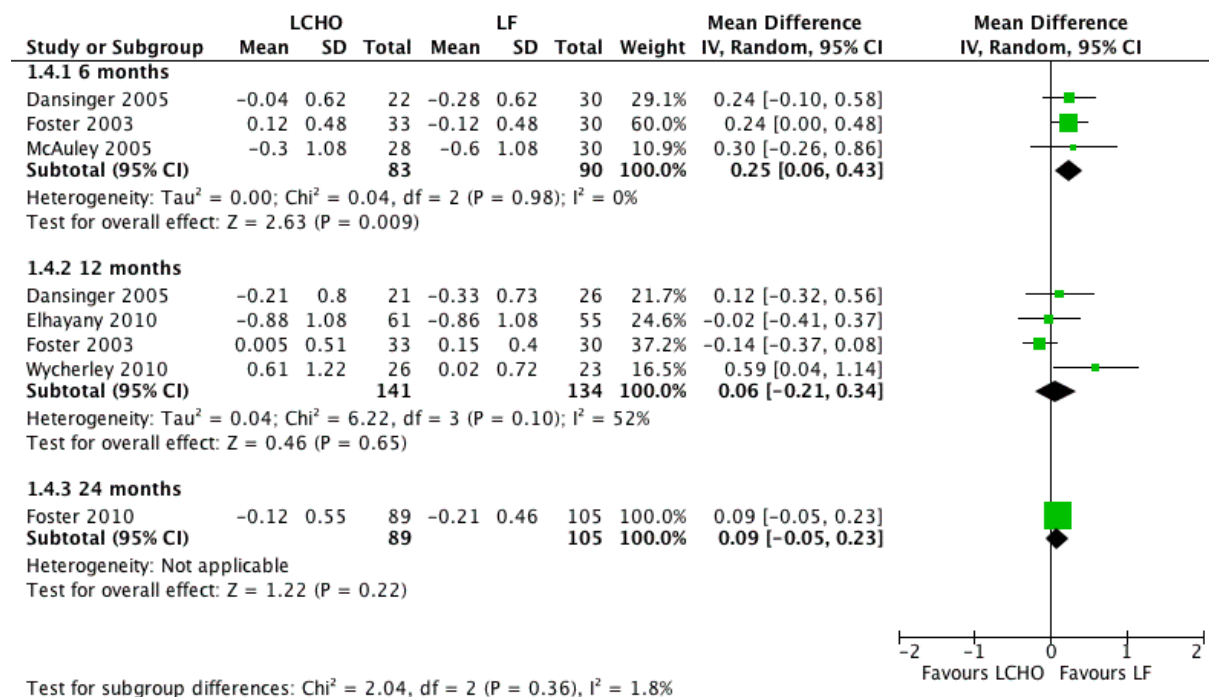 LCHO LF Mean Difference Mean Difference
Study or Subgroup Mean SD Total Mean SD Total Weight IV, Random, 95% CI IV, Random, 95% CI
1.4.1 6 months
Dansinger 2005 −0.04 0.62 22 −0.28 0.62 30 29.1% 0.24 [−0.10, 0.58]
Foster 2003 0.12 0.48 33 −0.12 0.48 30 60.0% 0.24 [0.00, 0.48]
McAuley 2005 −0.3 1.08 28 −0.6 1.08 30 10.9% 0.30 [−0.26, 0.86]
Subtotal (95% CI) 83 90 100.0% 0.25 [0.06, 0.43]
Heterogeneity: Tau² = 0.00; Chi² = 0.04, df = 2 (P = 0.98); I² = 0%
Test for overall effect: Z = 2.63 (P = 0.009)
1.4.2 12 months
Dansinger 2005 −0.21 0.8 21 −0.33 0.73 26 21.7% 0.12 [−0.32, 0.56]
Elhayany 2010 −0.88 1.08 61 −0.86 1.08 55 24.6% −0.02 [−0.41, 0.37]
Foster 2003 0.005 0.51 33 0.15 0.4 30 37.2% −0.14 [−0.37, 0.08]
Wycherley 2010 0.61 1.22 26 0.02 0.72 23 16.5% 0.59 [0.04, 1.14]
Subtotal (95% CI) 141 134 100.0% 0.06 [−0.21, 0.34]
Heterogeneity: Tau² = 0.04; Chi² = 6.22, df = 3 (P = 0.10); I² = 52%
Test for overall effect: Z = 0.46 (P = 0.65)
1.4.3 24 months
Foster 2010 −0.12 0.55 89 −0.21 0.46 105 100.0% 0.09 [−0.05, 0.23]
Subtotal (95% CI) 89 105 100.0% 0.09 [−0.05, 0.23]
Heterogeneity: Not applicable
Test for overall effect: Z = 1.22 (P = 0.22)
−2 −1 0 1 2
Favours LCHO Favours LF
Test for subgroup differences: Chi² = 2.04, df = 2 (P = 0.36), I² = 1.8%